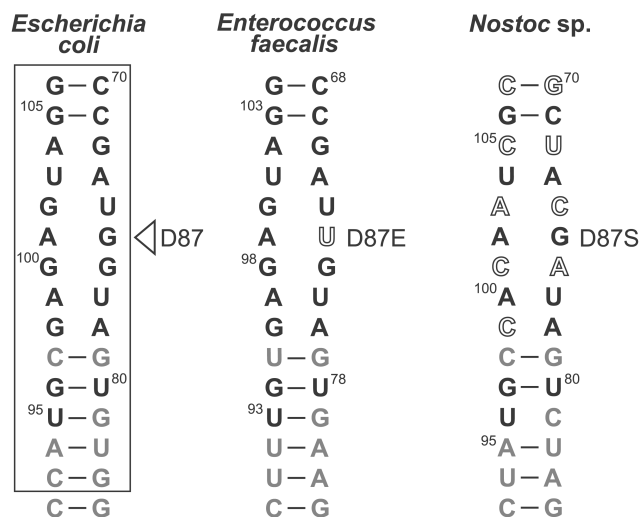 Escherichia coli
Enterococcus faecalis
Nostoc sp.
G – C 70 G – C 68 C – G 70
105 G – C 103 G – C G – C
A G A G 105 C U
U A U A U A
G U G U A C
A G D87 A U D87E A G D87S
100 G G 98 G G C A
A U A U 100 A U
G A G A C A
C – G U – G C – G
G – U 80 G – U 78 G – U 80
95 U – G 93 U – G U – C
A – U U – A 95 A – U
C – G U – A U – A
C – G C – G C – G